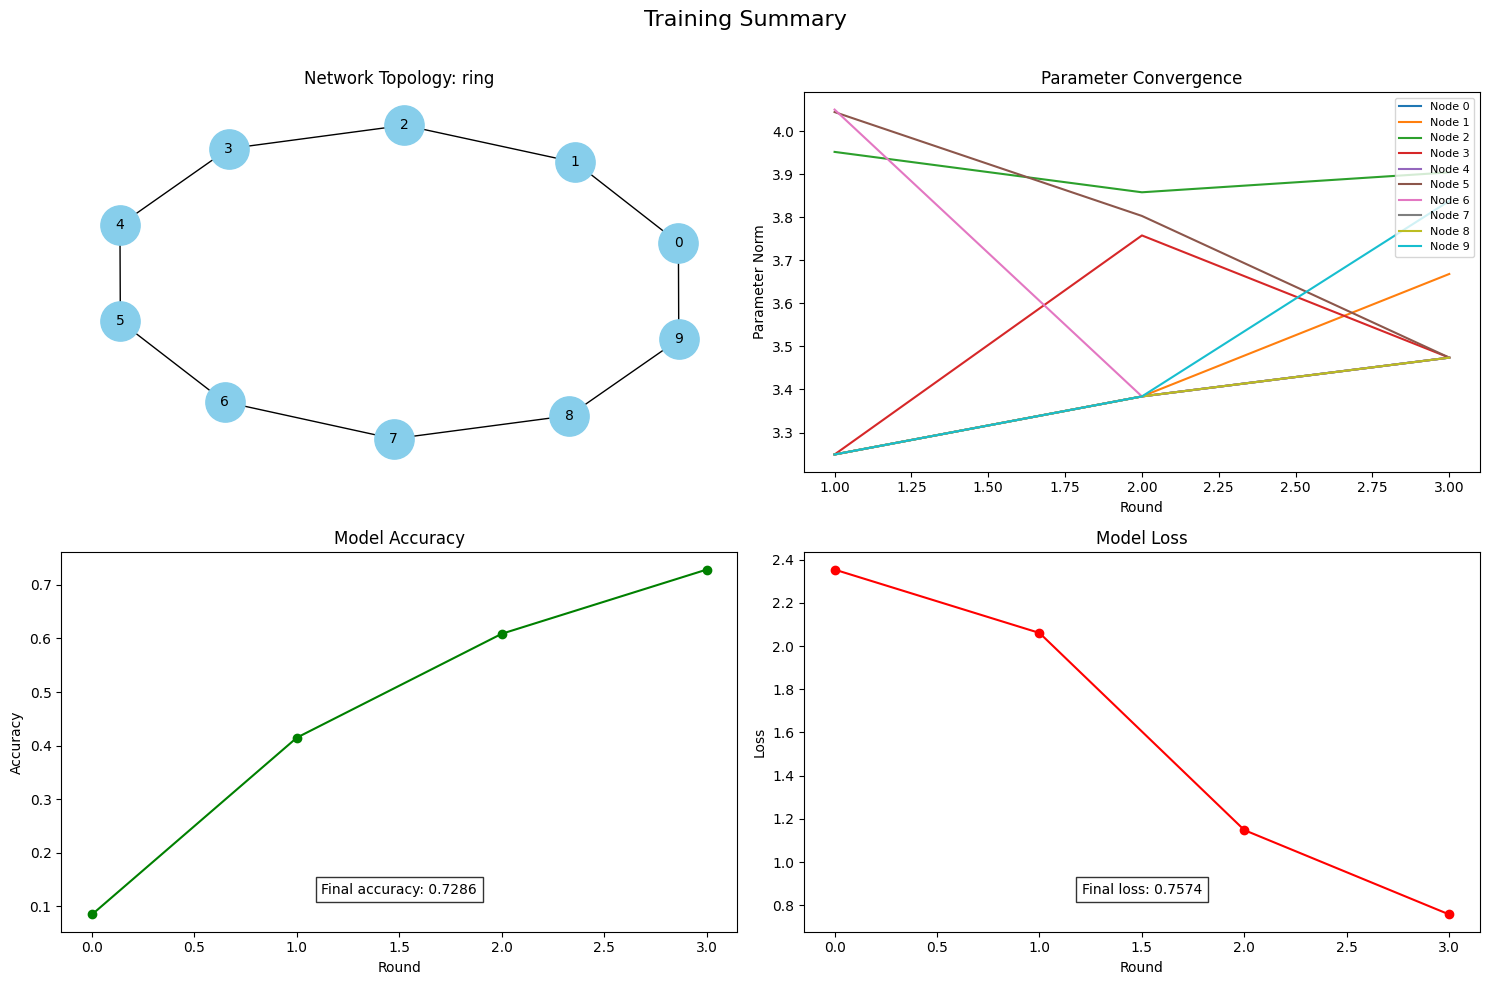 Training Summary
Network Topology: ring
2
3
1
4
0
5
9
6
8
7
Parameter Convergence
Parameter Norm
4.0
3.9
3.8
3.7
3.6
3.5
3.4
3.3
Node 0
Node 1
Node 2
Node 3
Node 4
Node 5
Node 6
Node 7
Node 8
Node 9
1.00 1.25 1.50 1.75 2.00 2.25 2.50 2.75 3.00
Round
Model Accuracy
Accuracy
0.7
0.6
0.5
0.4
0.3
0.2
0.1
Final accuracy: 0.7286
0.0 0.5 1.0 1.5 2.0 2.5 3.0
Round
Model Loss
Loss
2.4
2.2
2.0
1.8
1.6
1.4
1.2
1.0
0.8
Final loss: 0.7574
0.0 0.5 1.0 1.5 2.0 2.5 3.0
Round